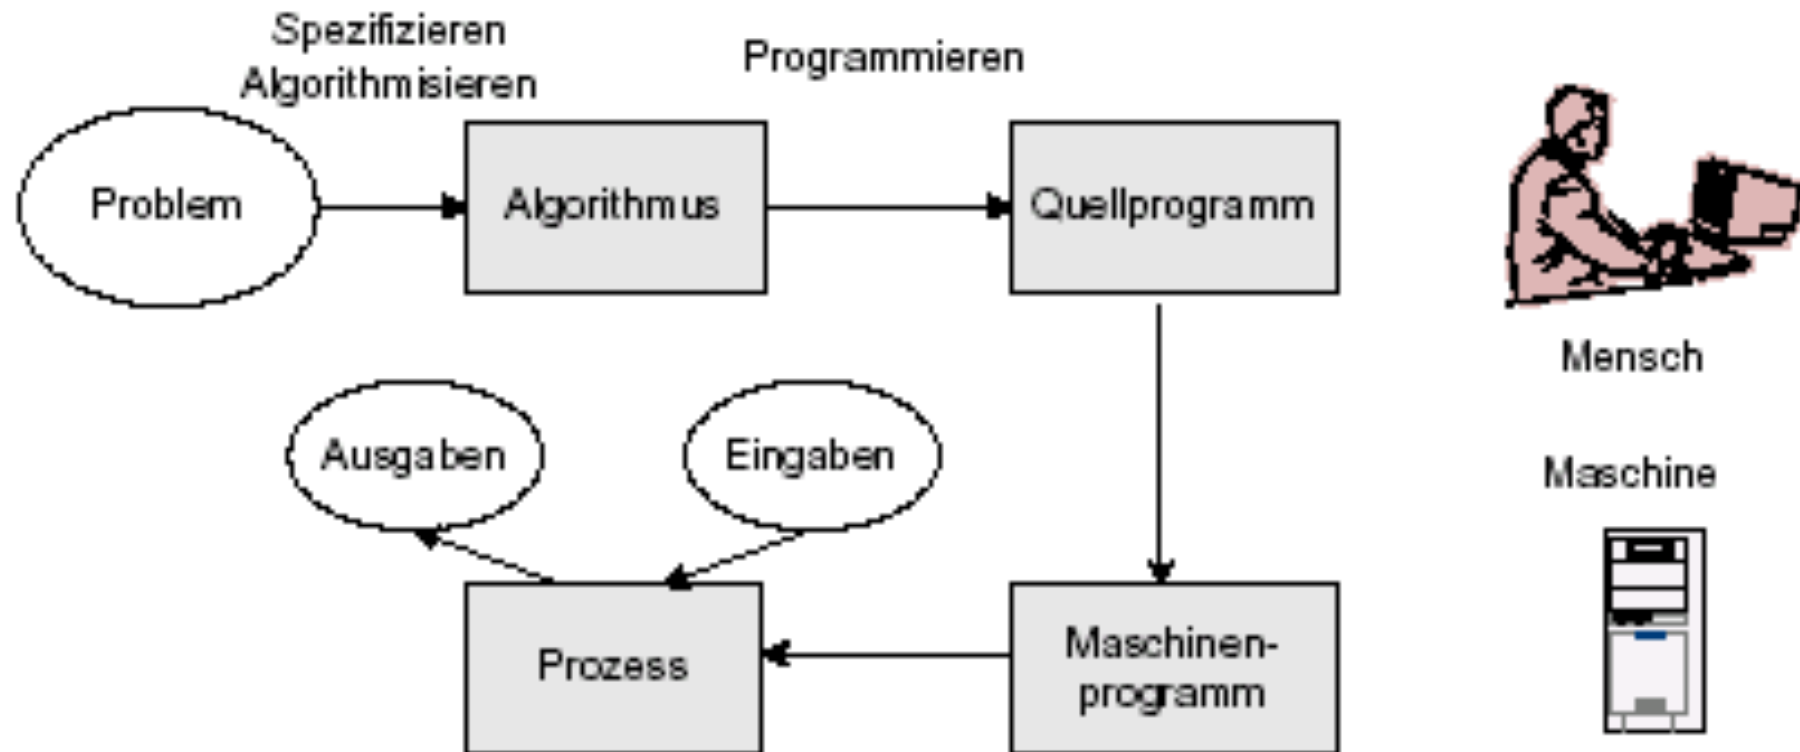 Spezifizieren
Algorithmisieren
Programmieren
Problem
Algorithmus
Quellprogramm
Mensch
Ausgaben
Eingaben
Maschine
Prozess
Maschinen-
programm